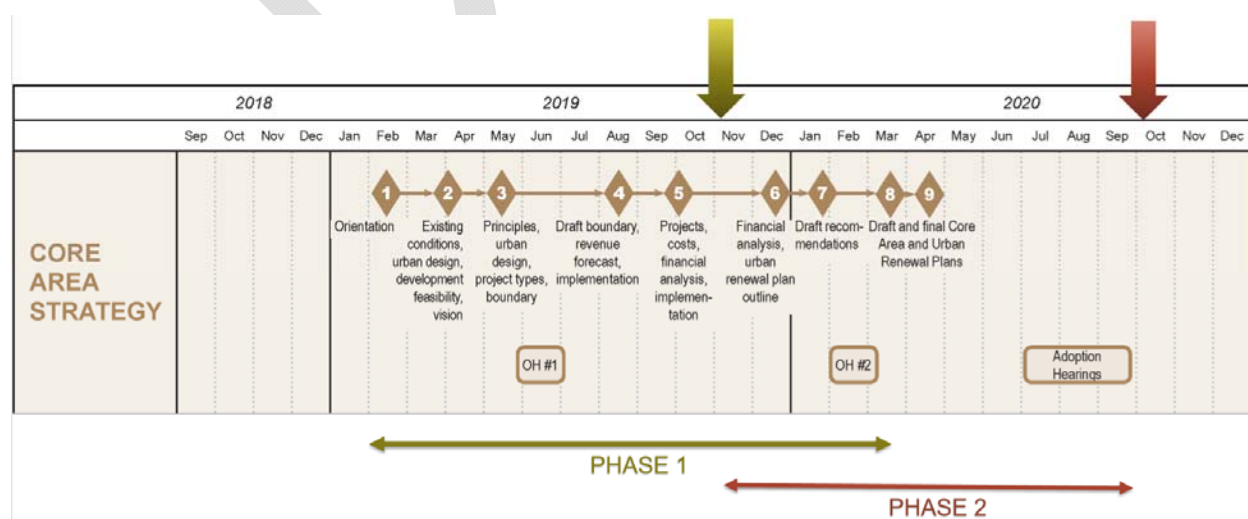 2018 2019 2020
Sep Oct Nov Dec Jan Feb Mar Apr May Jun Jul Aug Sep Oct Nov Dec Jan Feb Mar Apr May Jun Jul Aug Sep Oct Nov Dec
CORE
AREA
STRATEGY
1 2 3 4 5 6 7 8 9
Orientation
Existing
conditions,
urban design,
development
feasibility,
vision
Principles,
urban
design,
project types,
boundary
Draft boundary,
revenue
forecast,
implementation
Projects,
costs,
financial
analysis,
implemen-
tation
Financial
analysis,
urban
renewal plan
outline
Draft recom-
mendations
Draft and final Core
Area and Urban
Renewal Plans
OH #1
OH #2
Adoption
Hearings
PHASE 1
PHASE 2